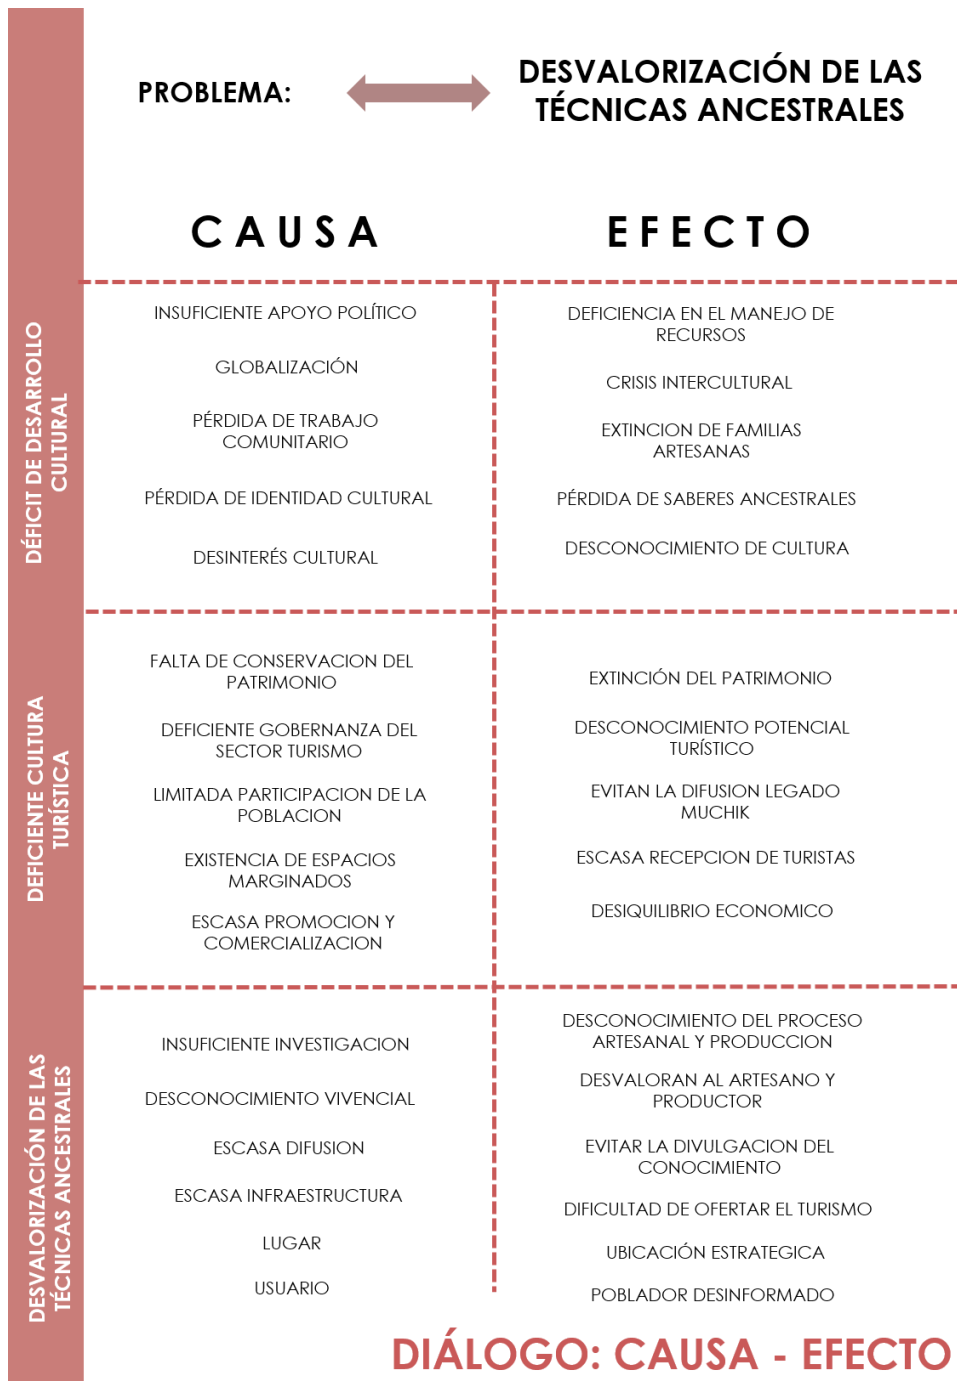 PROBLEMA:
DESVALORIZACIÓN DE LAS
TÉCNICAS ANCESTRALES
CAUSA
EFECTO
DÉFICIT DE DESARROLLO
CULTURAL
INSUFICIENTE APOYO POLÍTICO
GLOBALIZACIÓN
PÉRDIDA DE TRABAJO
COMUNITARIO
PÉRDIDA DE IDENTIDAD CULTURAL
DESINTERÉS CULTURAL
DEFICIENCIA EN EL MANEJO DE
RECURSOS
CRISIS INTERCULTURAL
EXTINCION DE FAMILIAS
ARTESANAS
PÉRDIDA DE SABERES ANCESTRALES
DESCONOCIMIENTO DE CULTURA
DEFICIENTE CULTURA
TURÍSTICA
FALTA DE CONSERVACION DEL
PATRIMONIO
DEFICIENTE GOBERNANZA DEL
SECTOR TURISMO
LIMITADA PARTICIPACION DE LA
POBLACION
EXISTENCIA DE ESPACIOS
MARGINADOS
ESCASA PROMOCION Y
COMERCIALIZACION
EXTINCIÓN DEL PATRIMONIO
DESCONOCIMIENTO POTENCIAL
TURÍSTICO
EVITAN LA DIFUSION LEGADO
MUCHIK
ESCASA RECEPCION DE TURISTAS
DESIQUILIBRIO ECONOMICO
DESVALORIZACIÓN DE LAS
TÉCNICAS ANCESTRALES
INSUFICIENTE INVESTIGACION
DESCONOCIMIENTO VIVENCIAL
ESCASA DIFUSION
ESCASA INFRAESTRUCTURA
LUGAR
USUARIO
DESCONOCIMIENTO DEL PROCESO
ARTESANAL Y PRODUCCION
DESVALORAN AL ARTESANO Y
PRODUCTOR
EVITAR LA DIVULGACION DEL
CONOCIMIENTO
DIFICULTAD DE OFERTAR EL TURISMO
UBICACIÓN ESTRATEGICA
POBLADOR DESINFORMADO
DIÁLOGO: CAUSA - EFECTO